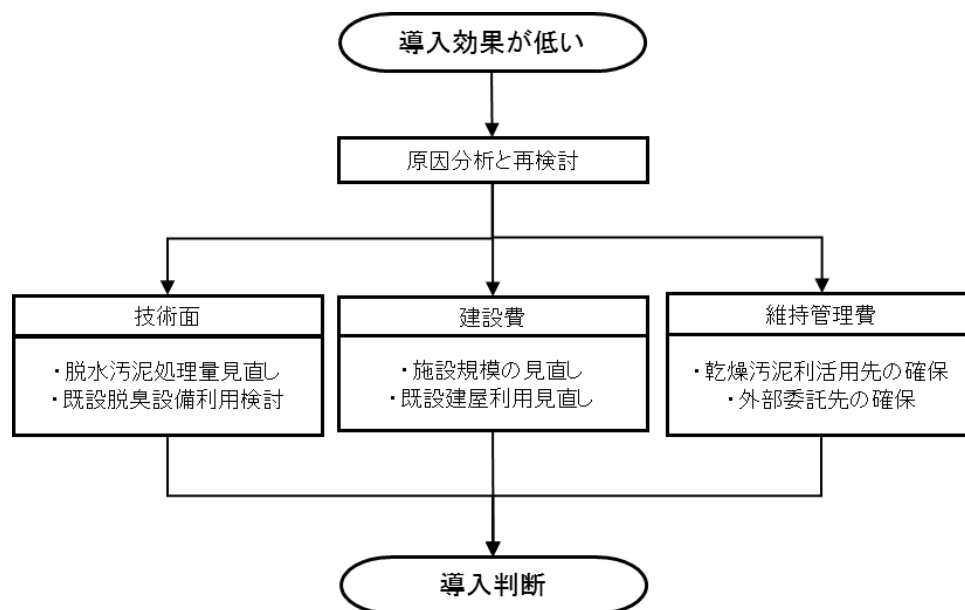 導入効果が低い
原因分析と再検討
技術面
・脱水汚泥処理量見直し
・既設脱臭設備利用検討
建設費
・施設規模の見直し
・既設建屋利用見直し
維持管理費
・乾燥汚泥利活用先の確保
・外部委託先の確保
導入判断